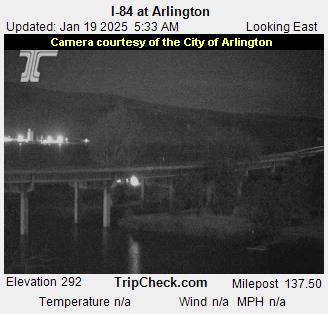 I-84 at Arlington
Updated: Jan 19 2025 5:33 AM Looking East
Camera courtesy of the City of Arlington
Elevation 292 TripCheck.com Milepost 137.50
Temperature n/a Wind n/a MPH n/a